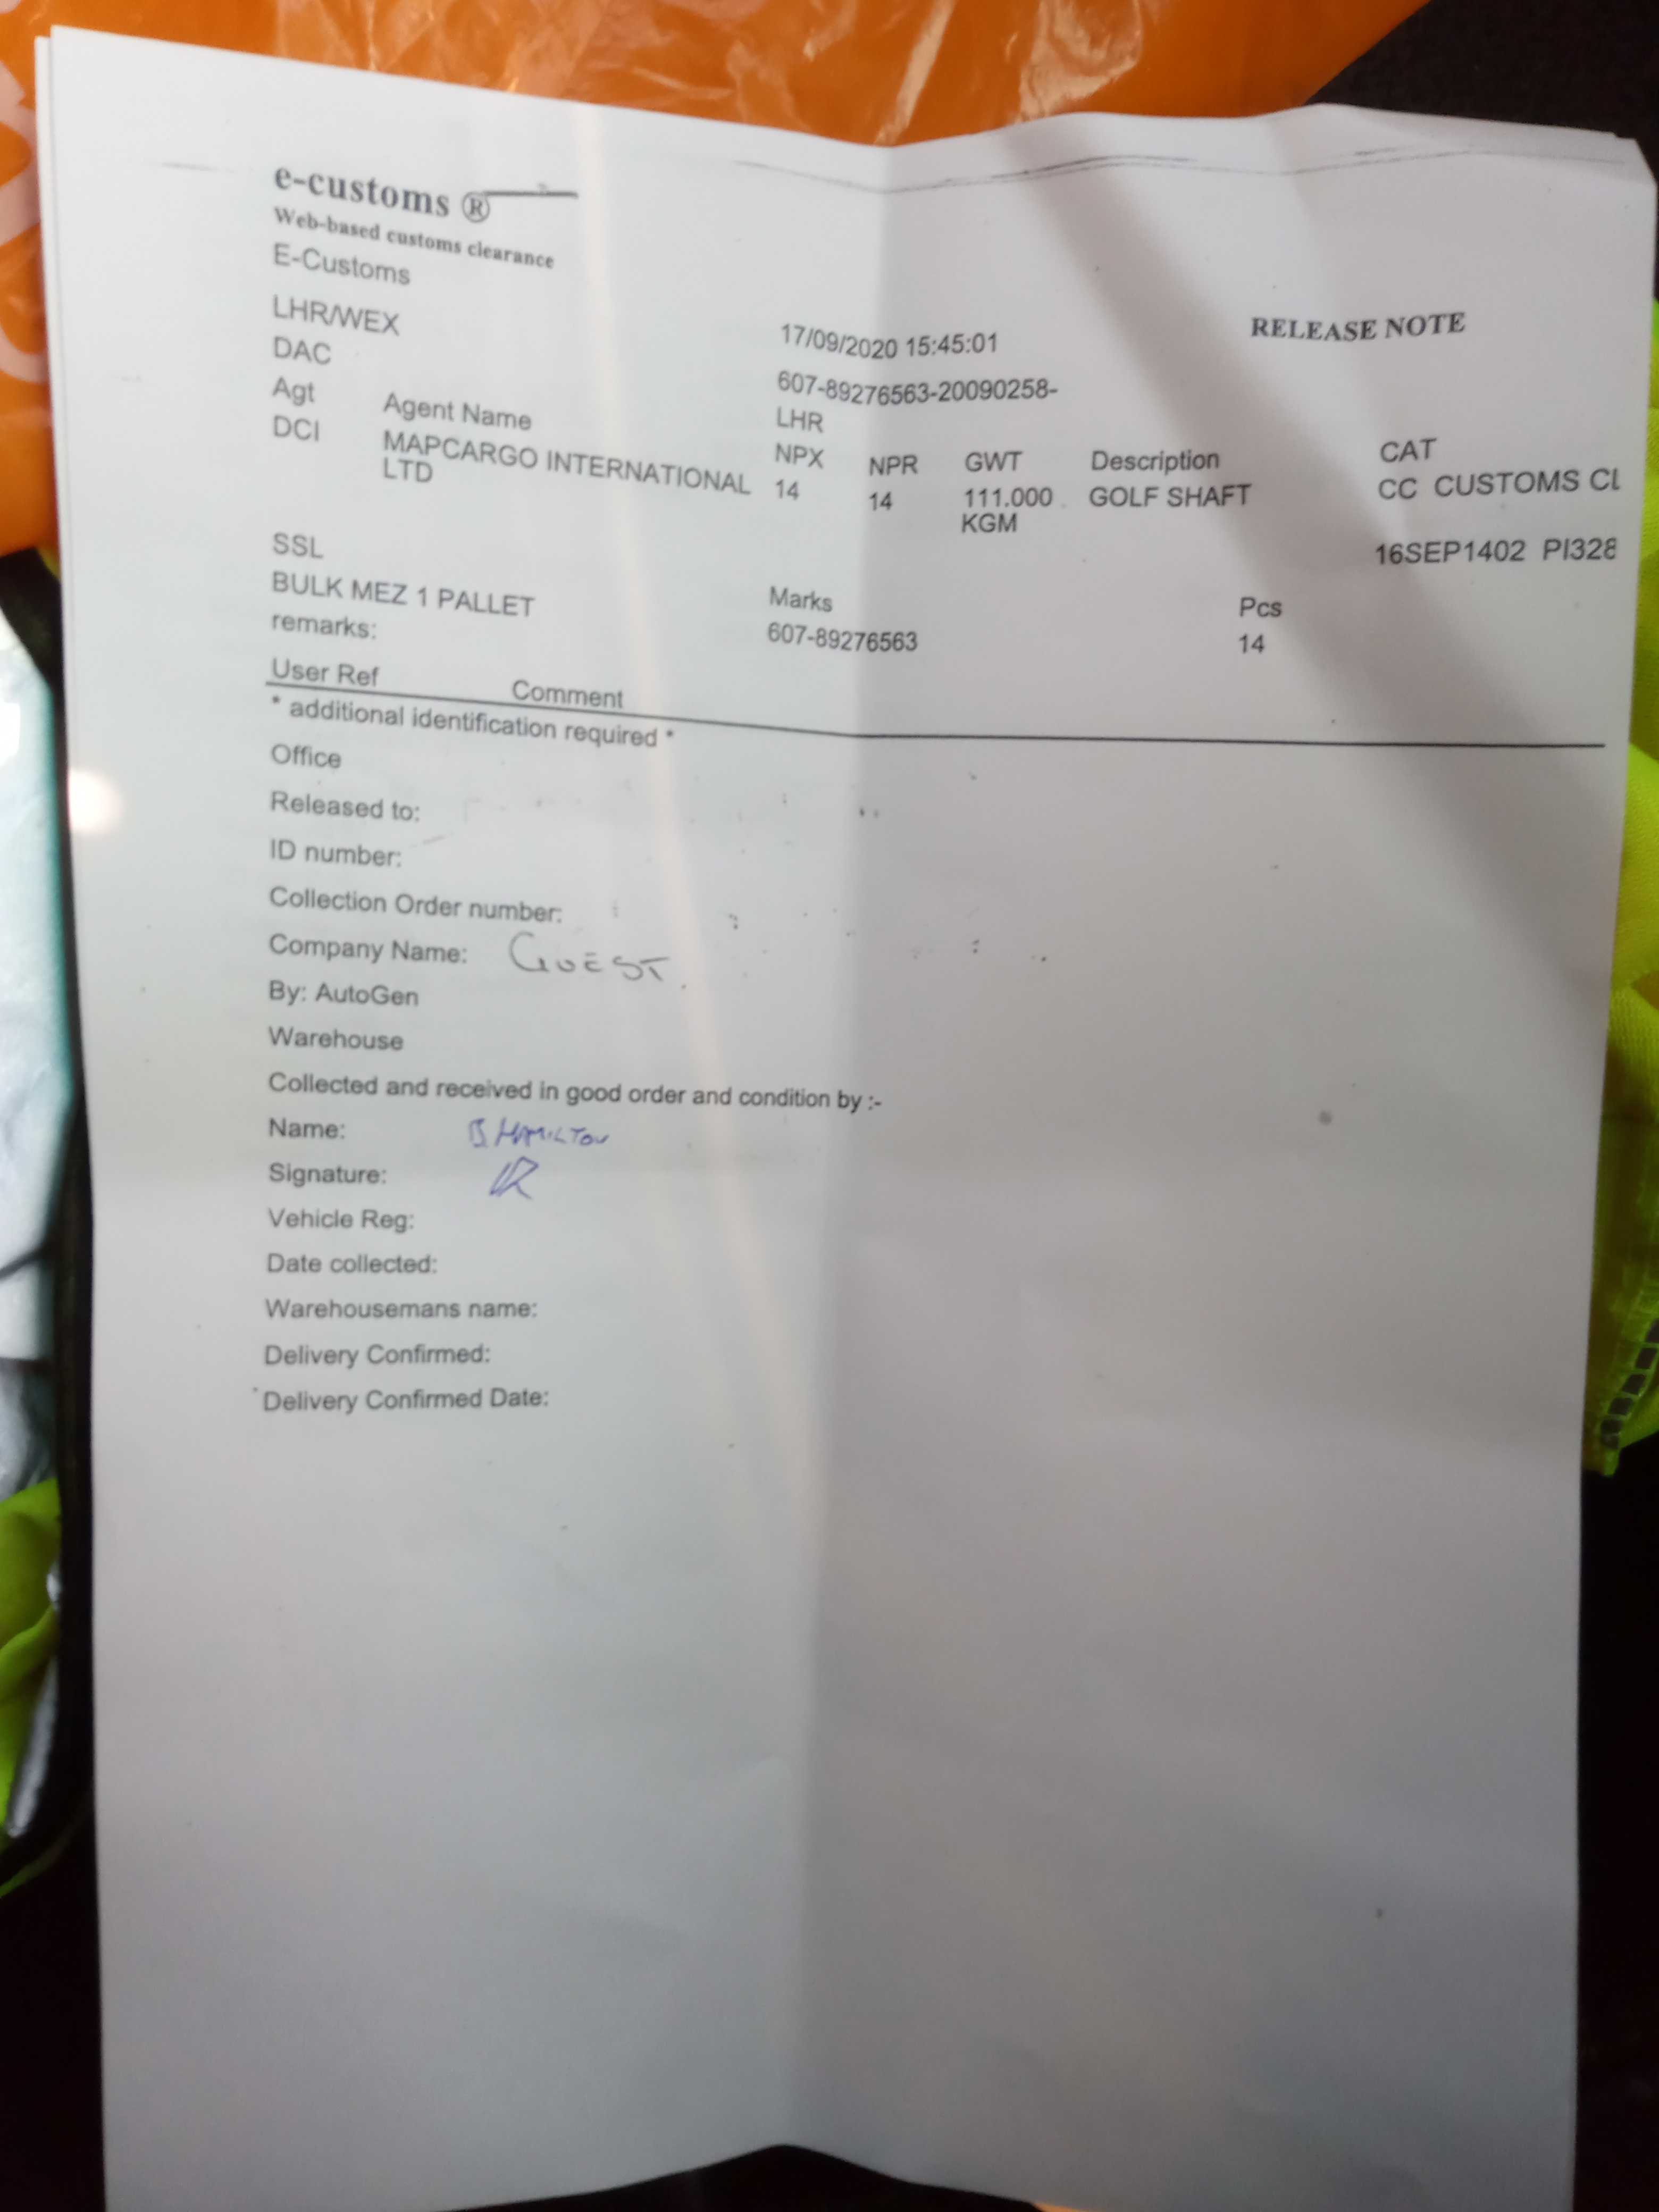 e-customs ®
Web-based customs clearance
E-Customs
RELEASE NOTE
LHR/WEX 17/09/2020 15:45:01
DAC 607-89276563-20090258-
LHR
Agt Agent Name NPX NPR GWT Description CAT
DCI MAPCARGO INTERNATIONAL 14 14 111.000 GOLF SHAFT CC CUSTOMS CL
LTD KGM
16SEP1402 PI328
SSL Marks Pcs
BULK MEZ 1 PALLET 607-89276563 14
remarks:
User Ref Comment
* additional identification required *
Office
Released to:
ID number:
Collection Order number:
Company Name: GUEST.
By: AutoGen
Warehouse
Collected and received in good order and condition by :-
Name: B HAMILTON
Signature:
Vehicle Reg:
Date collected:
Warehousemans name:
Delivery Confirmed:
Delivery Confirmed Date: